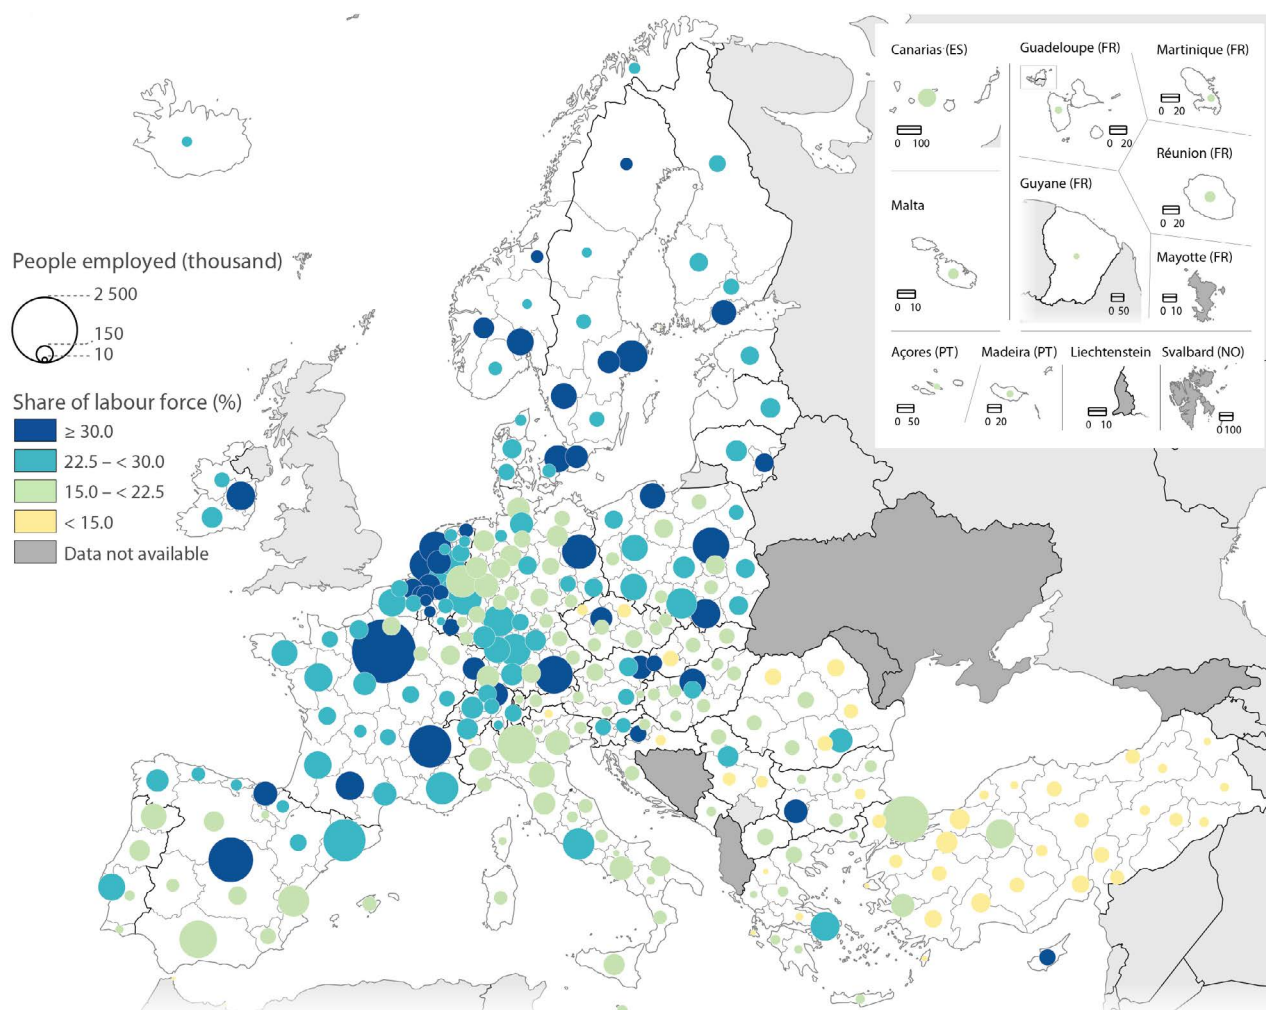 People employed (thousand)
2 500
150
10
Share of labour force (%)
≥ 30.0
22.5 – < 30.0
15.0 – < 22.5
< 15.0
Data not available
Canarias (ES)
0 100
Guadeloupe (FR)
0 20
Martinique (FR)
0 20
Réunion (FR)
0 20
Guyane (FR)
0 50
Malta
0 10
Mayotte (FR)
0 10
Açores (PT)
0 50
Madeira (PT)
0 20
Liechtenstein
0 10
Svalbard (NO)
0 100